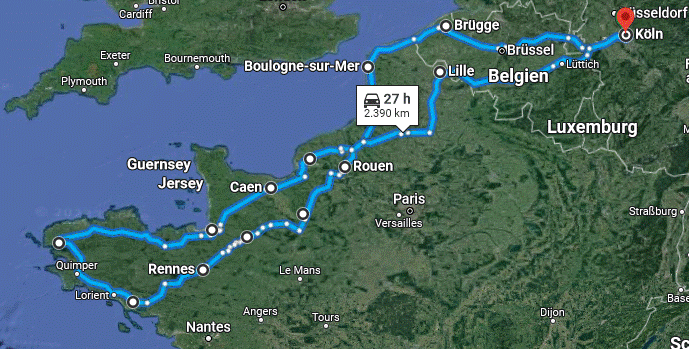 Cardiff
Bristol
Exeter
Bournemouth
Plymouth
Düsseldorf
Köln
Brügge
Brüssel
Lüttich
Boulogne-sur-Mer
Lille
Belgien
27 h
2.390 km
Luxemburg
Guernsey
Jersey
Rouen
Caen
Paris
Versailles
Straßburg
Quimper
Rennes
Le Mans
Lorient
Angers
Tours
Nantes
Dijon